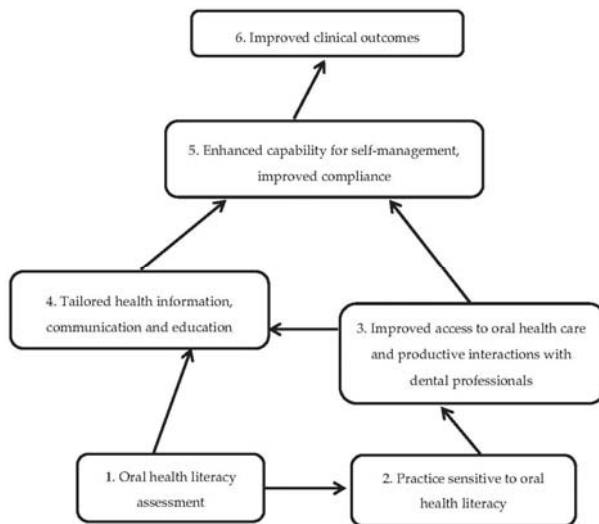 6. Improved clinical outcomes
5. Enhanced capability for self-management,
improved compliance
4. Tailored health information,
communication and education
3. Improved access to oral health care
and productive interactions with
dental professionals
1. Oral health literacy
assessment
2. Practice sensitive to oral
health literacy